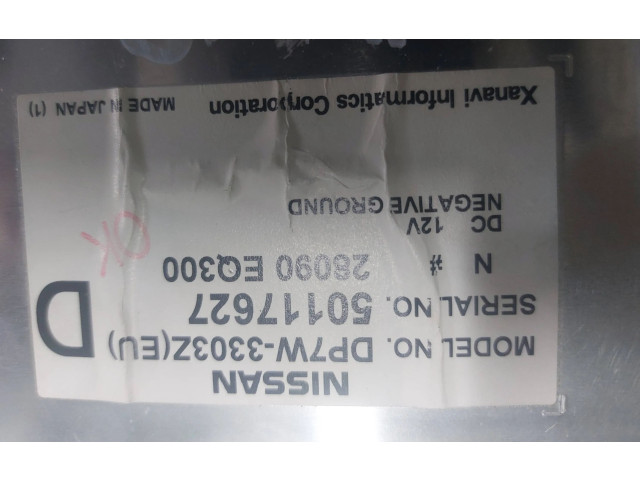 NISSAN
MODEL NO. DP7W-3303Z(EU)
SERIAL NO. 50117627
D
N # 28090 EQ300
DC 12V
NEGATIVE GROUND
OK
Xanavi Informatics Corporation MADE IN JAPAN (1)